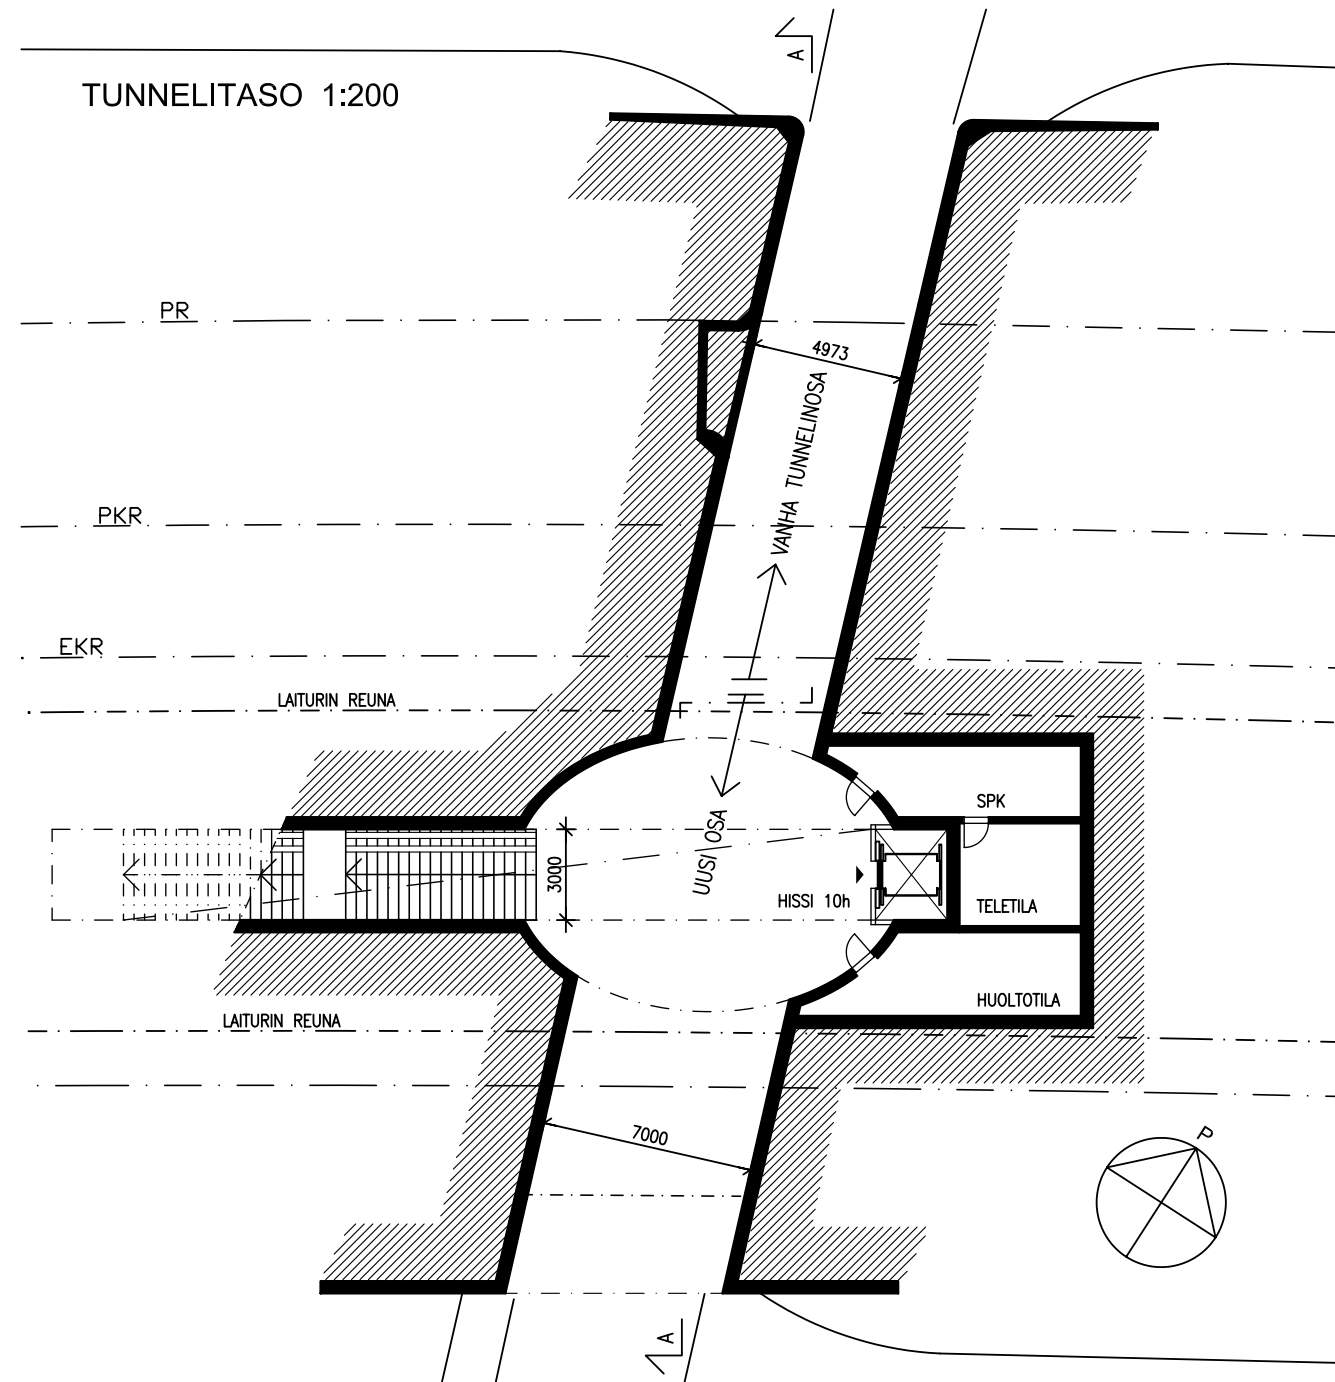 A
TUNNELITASO 1:200
PR
4973
VANHA TUNNELINOSA
PKR
EKR
LAITURIN REUNA
SPK
UUSI OSA
3000
HISSI 10h
TELETILA
HUOLTOTILA
LAITURIN REUNA
7000
P
A